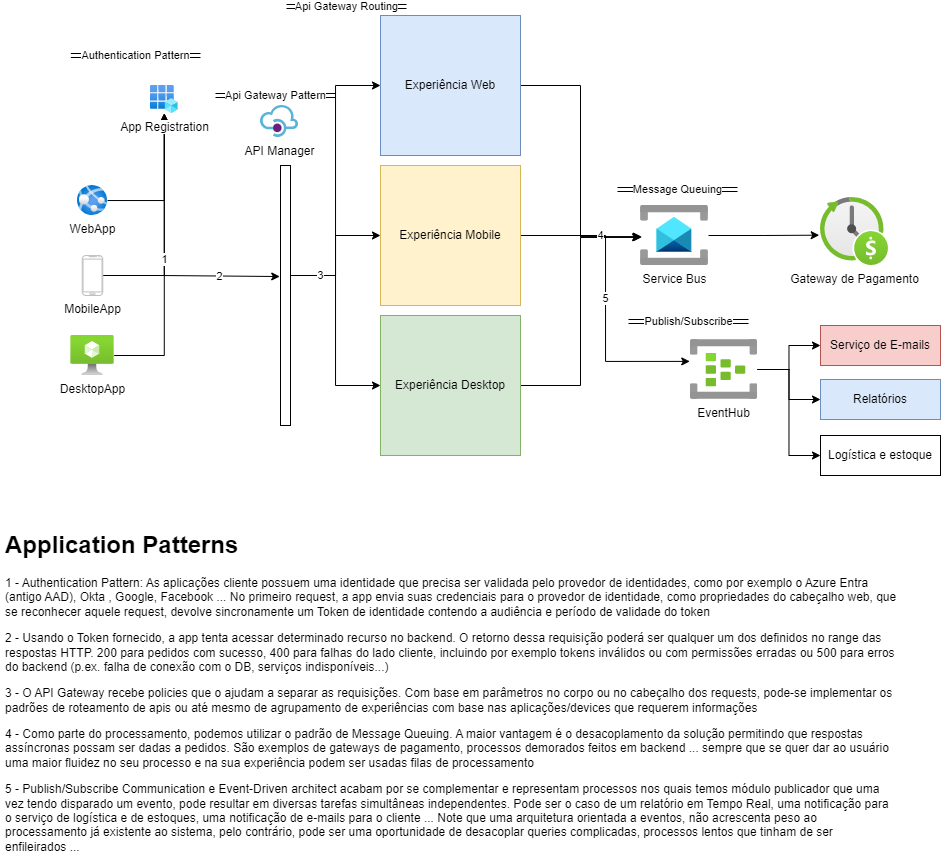 ═Api Gateway Routing═
═Authentication Pattern═
Experiência Web
═Api Gateway Pattern═
App Registration
API Manager
Message Queuing
WebApp
Experiência Mobile
4
1
2
3
Service Bus
Gateway de Pagamento
5
MobileApp
Publish/Subscribe
Serviço de E-mails
DesktopApp
Experiência Desktop
Relatórios
EventHub
Logística e estoque
Application Patterns
1 - Authentication Pattern: As aplicações cliente possuem uma identidade que precisa ser validada pelo provedor de identidades, como por exemplo o Azure Entra
(antigo AAD), Okta , Google, Facebook ... No primeiro request, a app envia suas credenciais para o provedor de identidade, como propriedades do cabeçalho web, que
se reconhecer aquele request, devolve sincronamente um Token de identidade contendo a audiência e período de validade do token
2 - Usando o Token fornecido, a app tenta acessar determinado recurso no backend. O retorno dessa requisição poderá ser qualquer um dos definidos no range das
respostas HTTP. 200 para pedidos com sucesso, 400 para falhas do lado cliente, incluindo por exemplo tokens inválidos ou com permissões erradas ou 500 para erros
do backend (p.ex. falha de conexão com o DB, serviços indisponíveis...)
3 - O API Gateway recebe policies que o ajudam a separar as requisições. Com base em parâmetros no corpo ou no cabeçalho dos requests, pode-se implementar os
padrões de roteamento de apis ou até mesmo de agrupamento de experiências com base nas aplicações/devices que requerem informações
4 - Como parte do processamento, podemos utilizar o padrão de Message Queuing. A maior vantagem é o desacoplamento da solução permitindo que respostas
assíncronas possam ser dadas a pedidos. São exemplos de gateways de pagamento, processos demorados feitos em backend ... sempre que se quer dar ao usuário
uma maior fluidez no seu processo e na sua experiência podem ser usadas filas de processamento
5 - Publish/Subscribe Communication e Event-Driven architect acabam por se complementar e representam processos nos quais temos módulo publicador que uma
vez tendo disparado um evento, pode resultar em diversas tarefas simultâneas independentes. Pode ser o caso de um relatório em Tempo Real, uma notificação para
o serviço de logística e de estoques, uma notificação de e-mails para o cliente ... Note que uma arquitetura orientada a eventos, não acrescenta peso ao
processamento já existente ao sistema, pelo contrário, pode ser uma oportunidade de desacoplar queries complicadas, processos lentos que tinham de ser
enfileirados ...